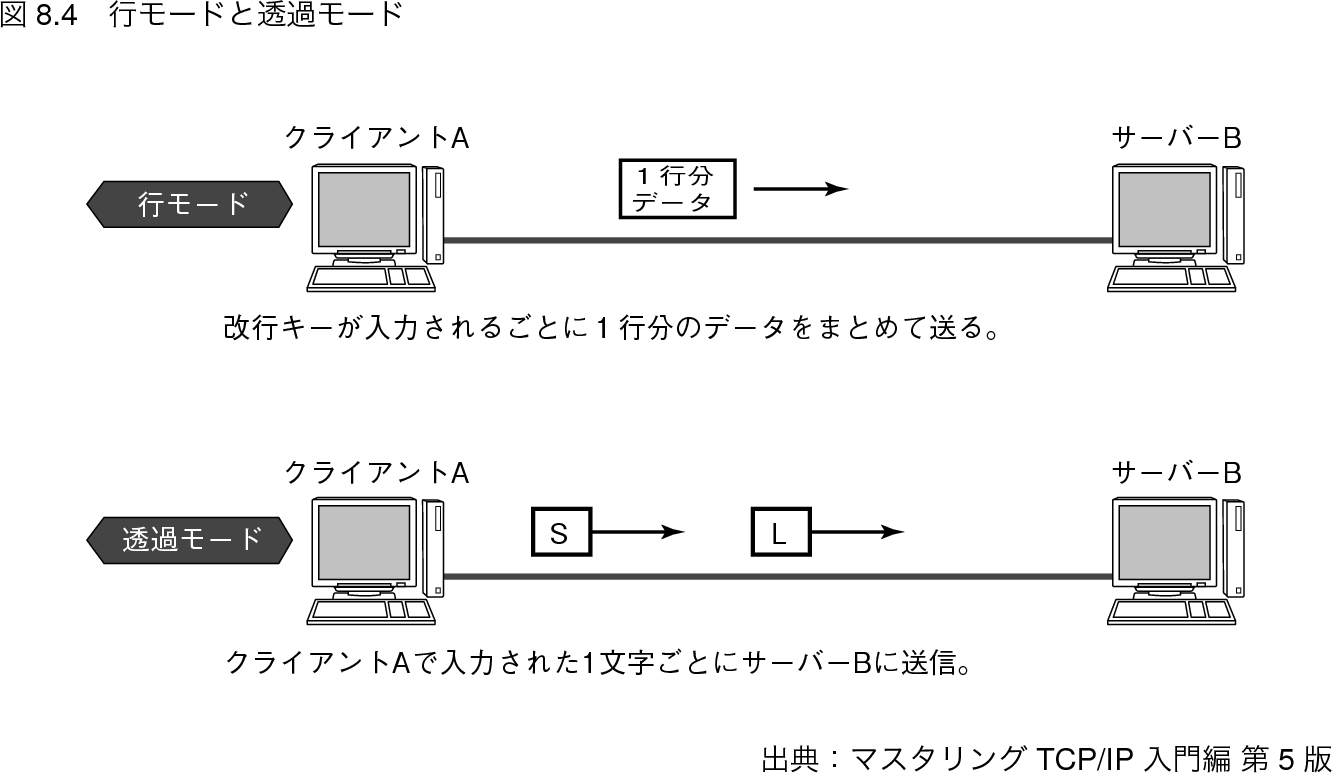 図 8.4　行モードと透過モード
クライアントA
サーバーB
行モード
1 行分
データ
改行キーが入力されるごとに 1 行分のデータをまとめて送る。
クライアントA
サーバーB
透過モード
S
L
クライアントAで入力された1文字ごとにサーバーBに送信。
出典：マスタリング TCP/IP 入門編 第 5 版